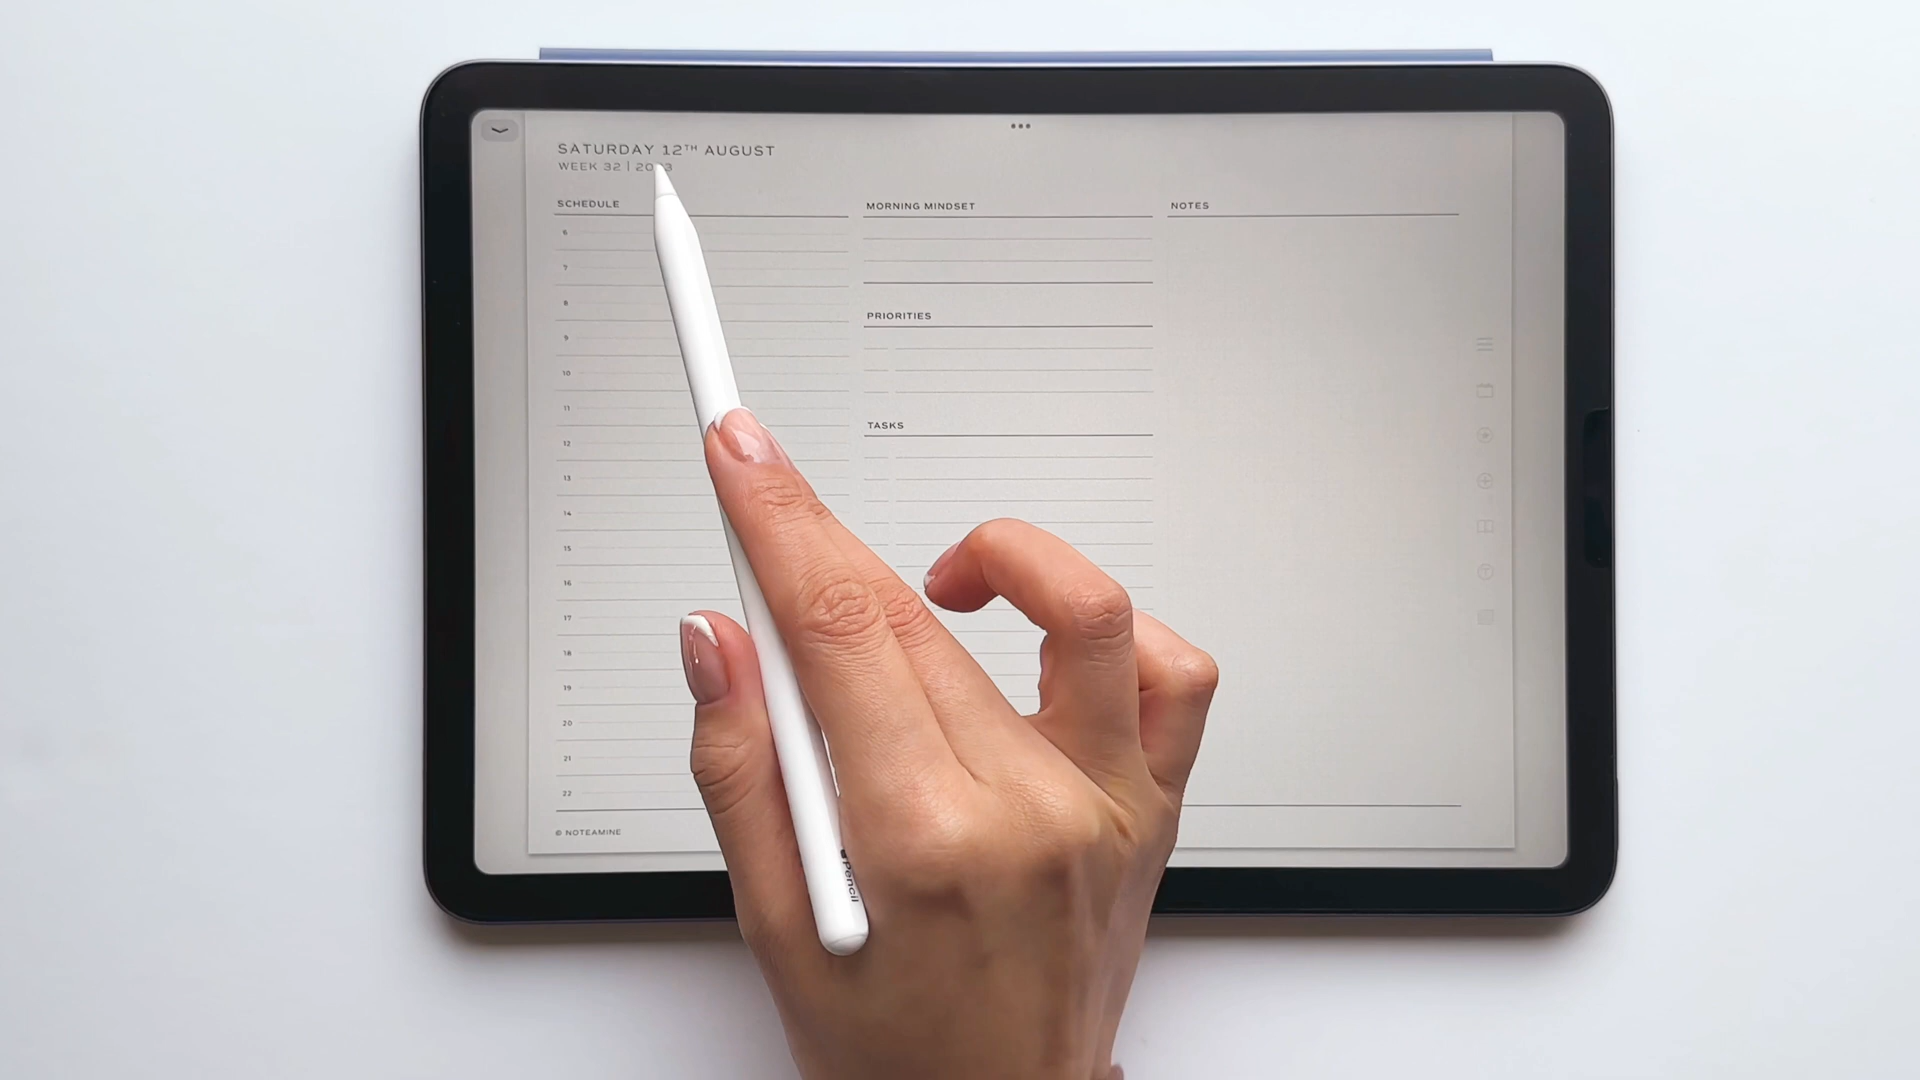 SATURDAY 12TH AUGUST
WEEK 32 |
SCHEDULE
6
7
8
9
10
11
12
13
14
15
16
17
18
19
20
21
22
© NOTEAMINE
MORNING MINDSET
PRIORITIES
TASKS
NOTES
Pencil